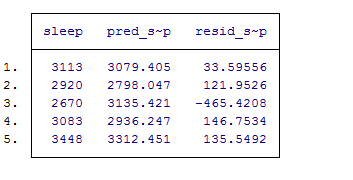 sleep pred_s~p resid_s~p
1. 3113 3079.405 33.59556
2. 2920 2798.047 121.9526
3. 2670 3135.421 -465.4208
4. 3083 2936.247 146.7534
5. 3448 3312.451 135.5492